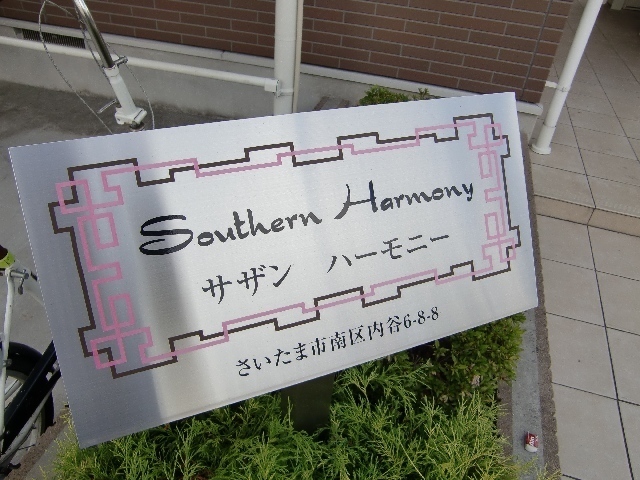 Southern Harmony
サザン ハーモニー
さいたま市南区内谷6-8-8